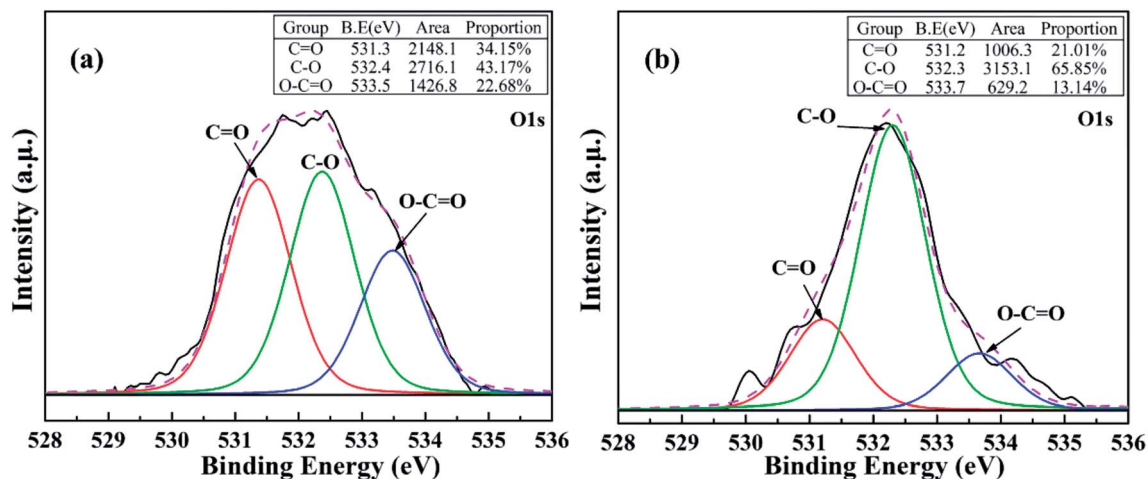 (a)
Group B.E(eV) Area Proportion
C=O 531.3 2148.1 34.15%
C-O 532.4 2716.1 43.17%
O-C=O 533.5 1426.8 22.68%
O1s
C=O
C-O
O-C=O
Intensity (a.μ.)
528 529 530 531 532 533 534 535 536
Binding Energy (eV)
(b)
Group B.E(eV) Area Proportion
C=O 531.2 1006.3 21.01%
C-O 532.3 3153.1 65.85%
O-C=O 533.7 629.2 13.14%
O1s
C-O
C=O
O-C=O
Intensity (a.μ.)
528 529 530 531 532 533 534 535 536
Binding Energy (eV)